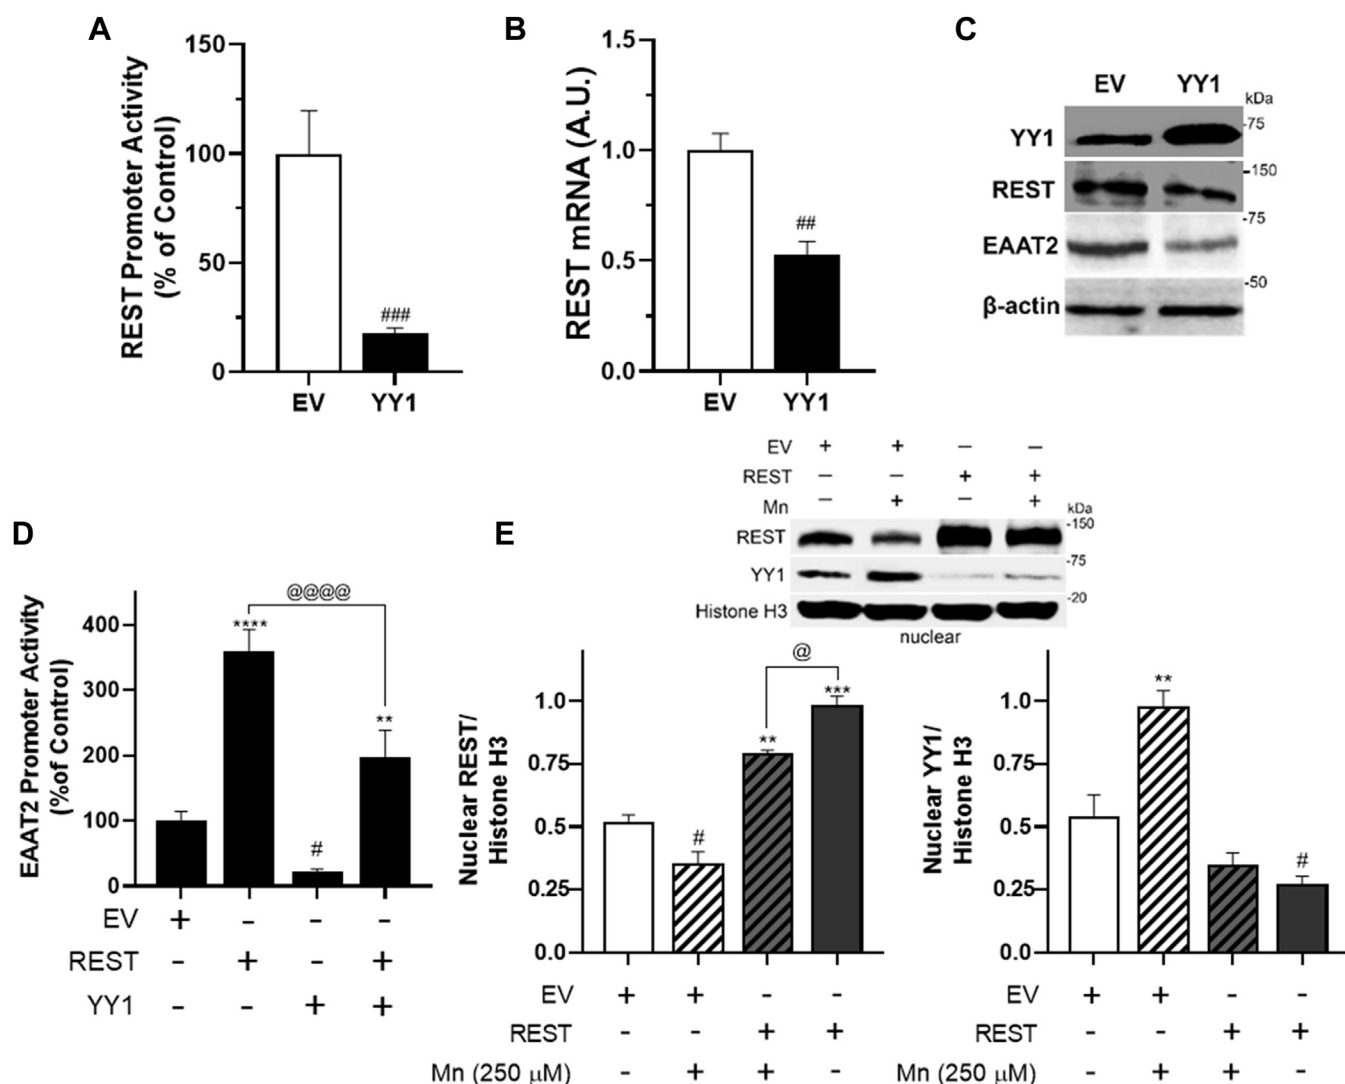 A
REST Promoter Activity
(% of Control)
150
100
50
0
###
EV YY1
B
REST mRNA (A.U.)
1.5
1.0
0.5
0.0
##
EV YY1
C
EV YY1
kDa
YY1 -75
REST -150
EAAT2 -75
β-actin -50
D
EAAT2 Promoter Activity
(%of Control)
400
300
200
100
0
@@@@
****
#
**
EV + - - -
REST - + - +
YY1 - - + +
E
EV + + − −
REST − − + +
Mn − + − +
kDa
REST -150
YY1 -75
Histone H3 -20
nuclear
Nuclear REST/
Histone H3
1.0
0.75
0.5
0.25
0.0
#
**
@
***
EV + + - -
REST - - + +
Mn (250 µM) - + + -
Nuclear YY1/
Histone H3
1.0
0.75
0.5
0.25
0.0
**
#
EV + + - -
REST - - + +
Mn (250 µM) - + + -